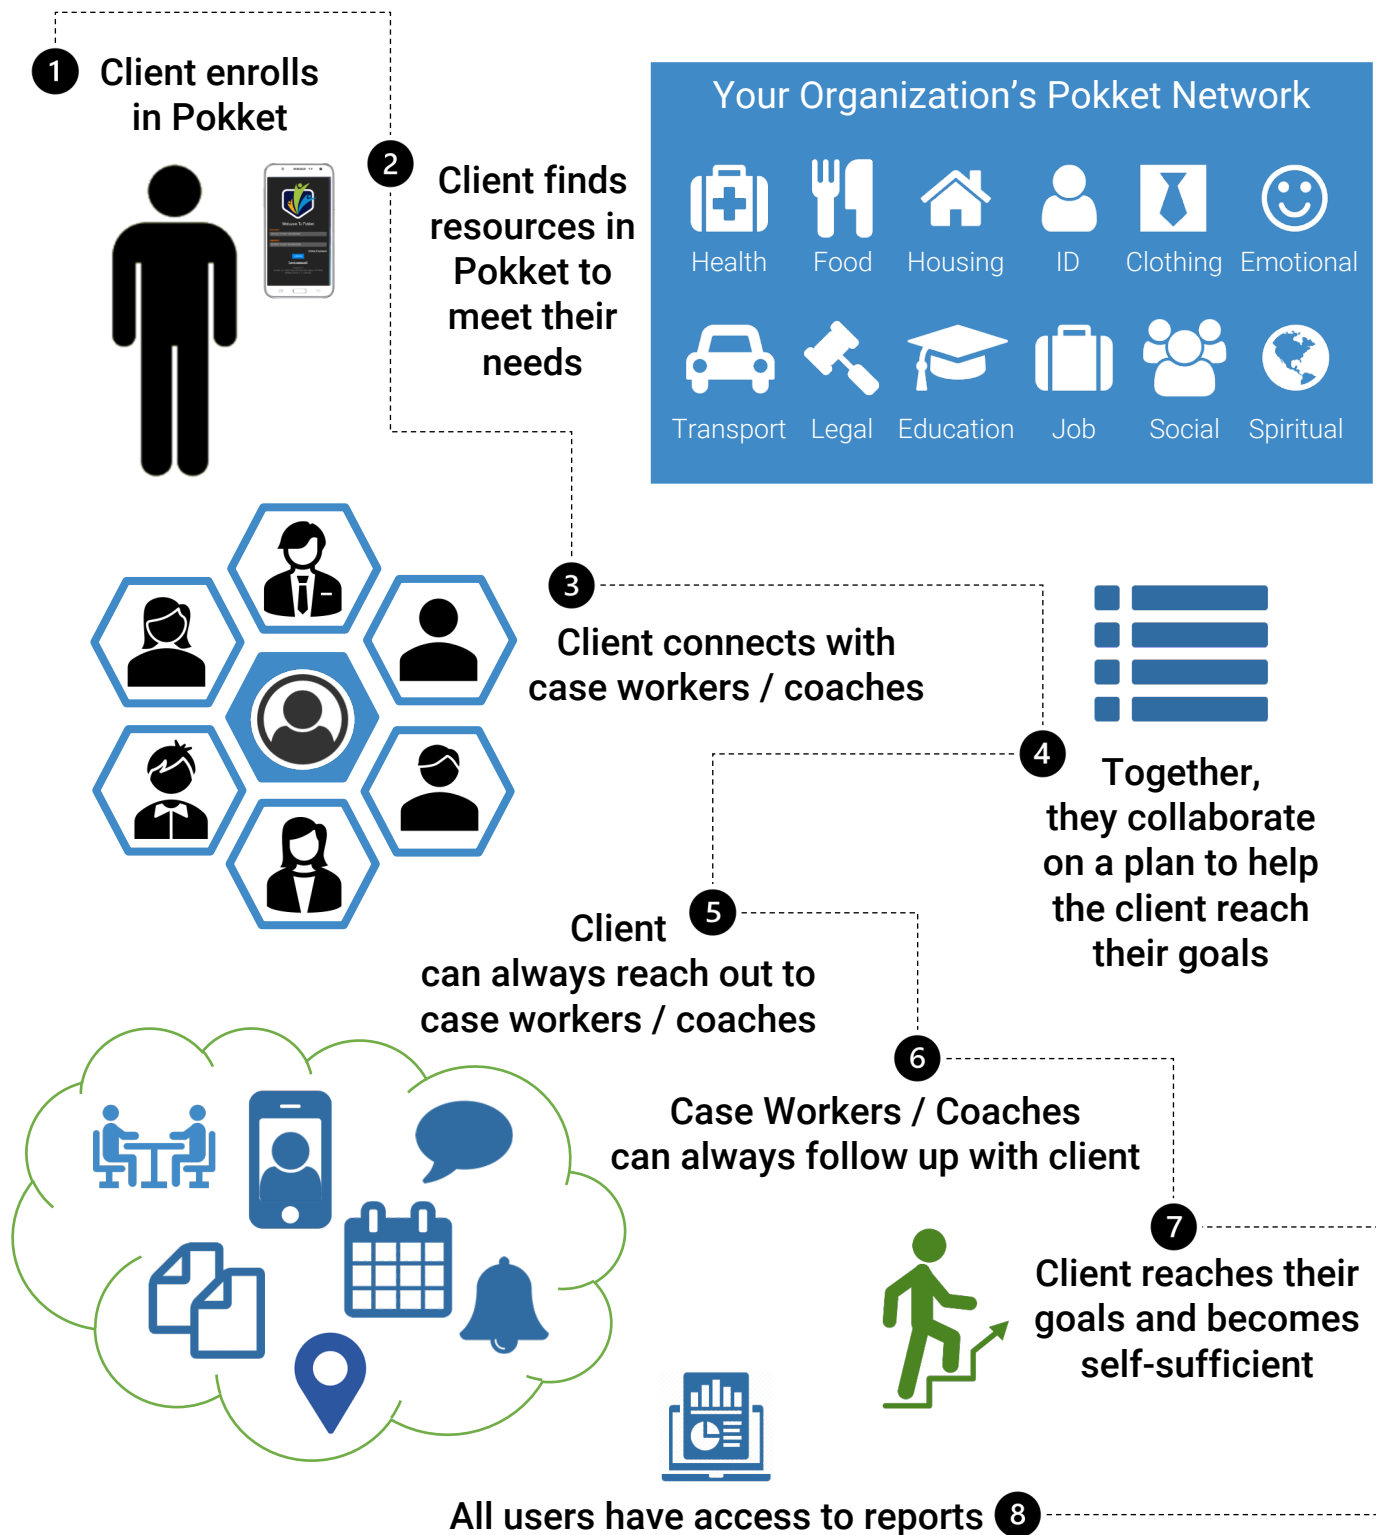 1
Client enrolls
in Pokket
Welcome To Pokket
2
Client finds
resources in
Pokket to
meet their
needs
Your Organization's Pokket Network
Health Food Housing ID Clothing Emotional
Transport Legal Education Job Social Spiritual
3
Client connects with
case workers / coaches
4
Together,
they collaborate
on a plan to help
the client reach
their goals
5
Client
can always reach out to
case workers / coaches
6
Case Workers / Coaches
can always follow up with client
7
Client reaches their
goals and becomes
self-sufficient
All users have access to reports 8